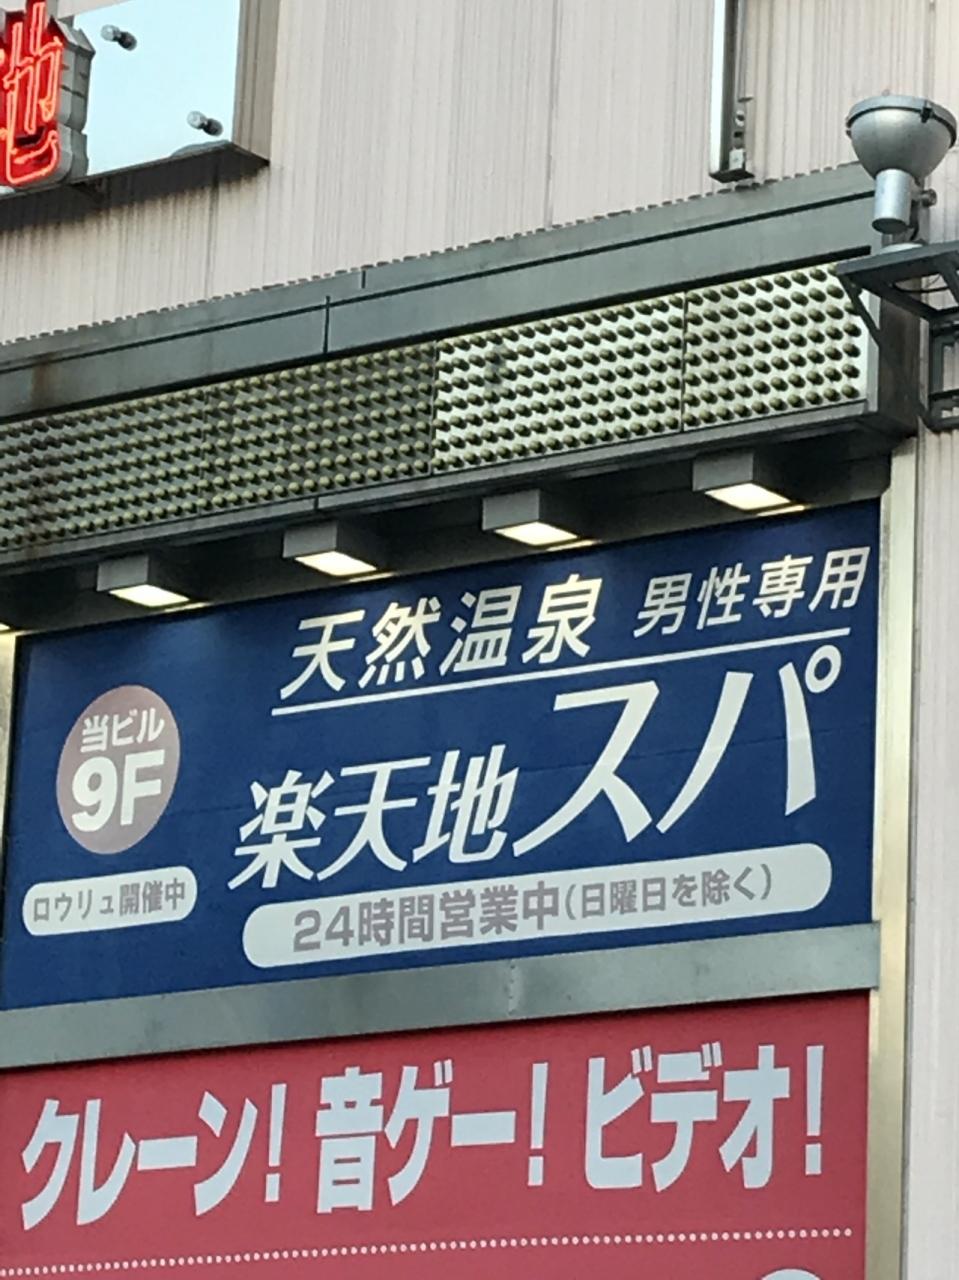 地
天然温泉 男性専用
当ビル
9F
楽天地スパ
ロウリュ開催中
24時間営業中(日曜日を除く)
クレーン!音ゲー!ビデオ!